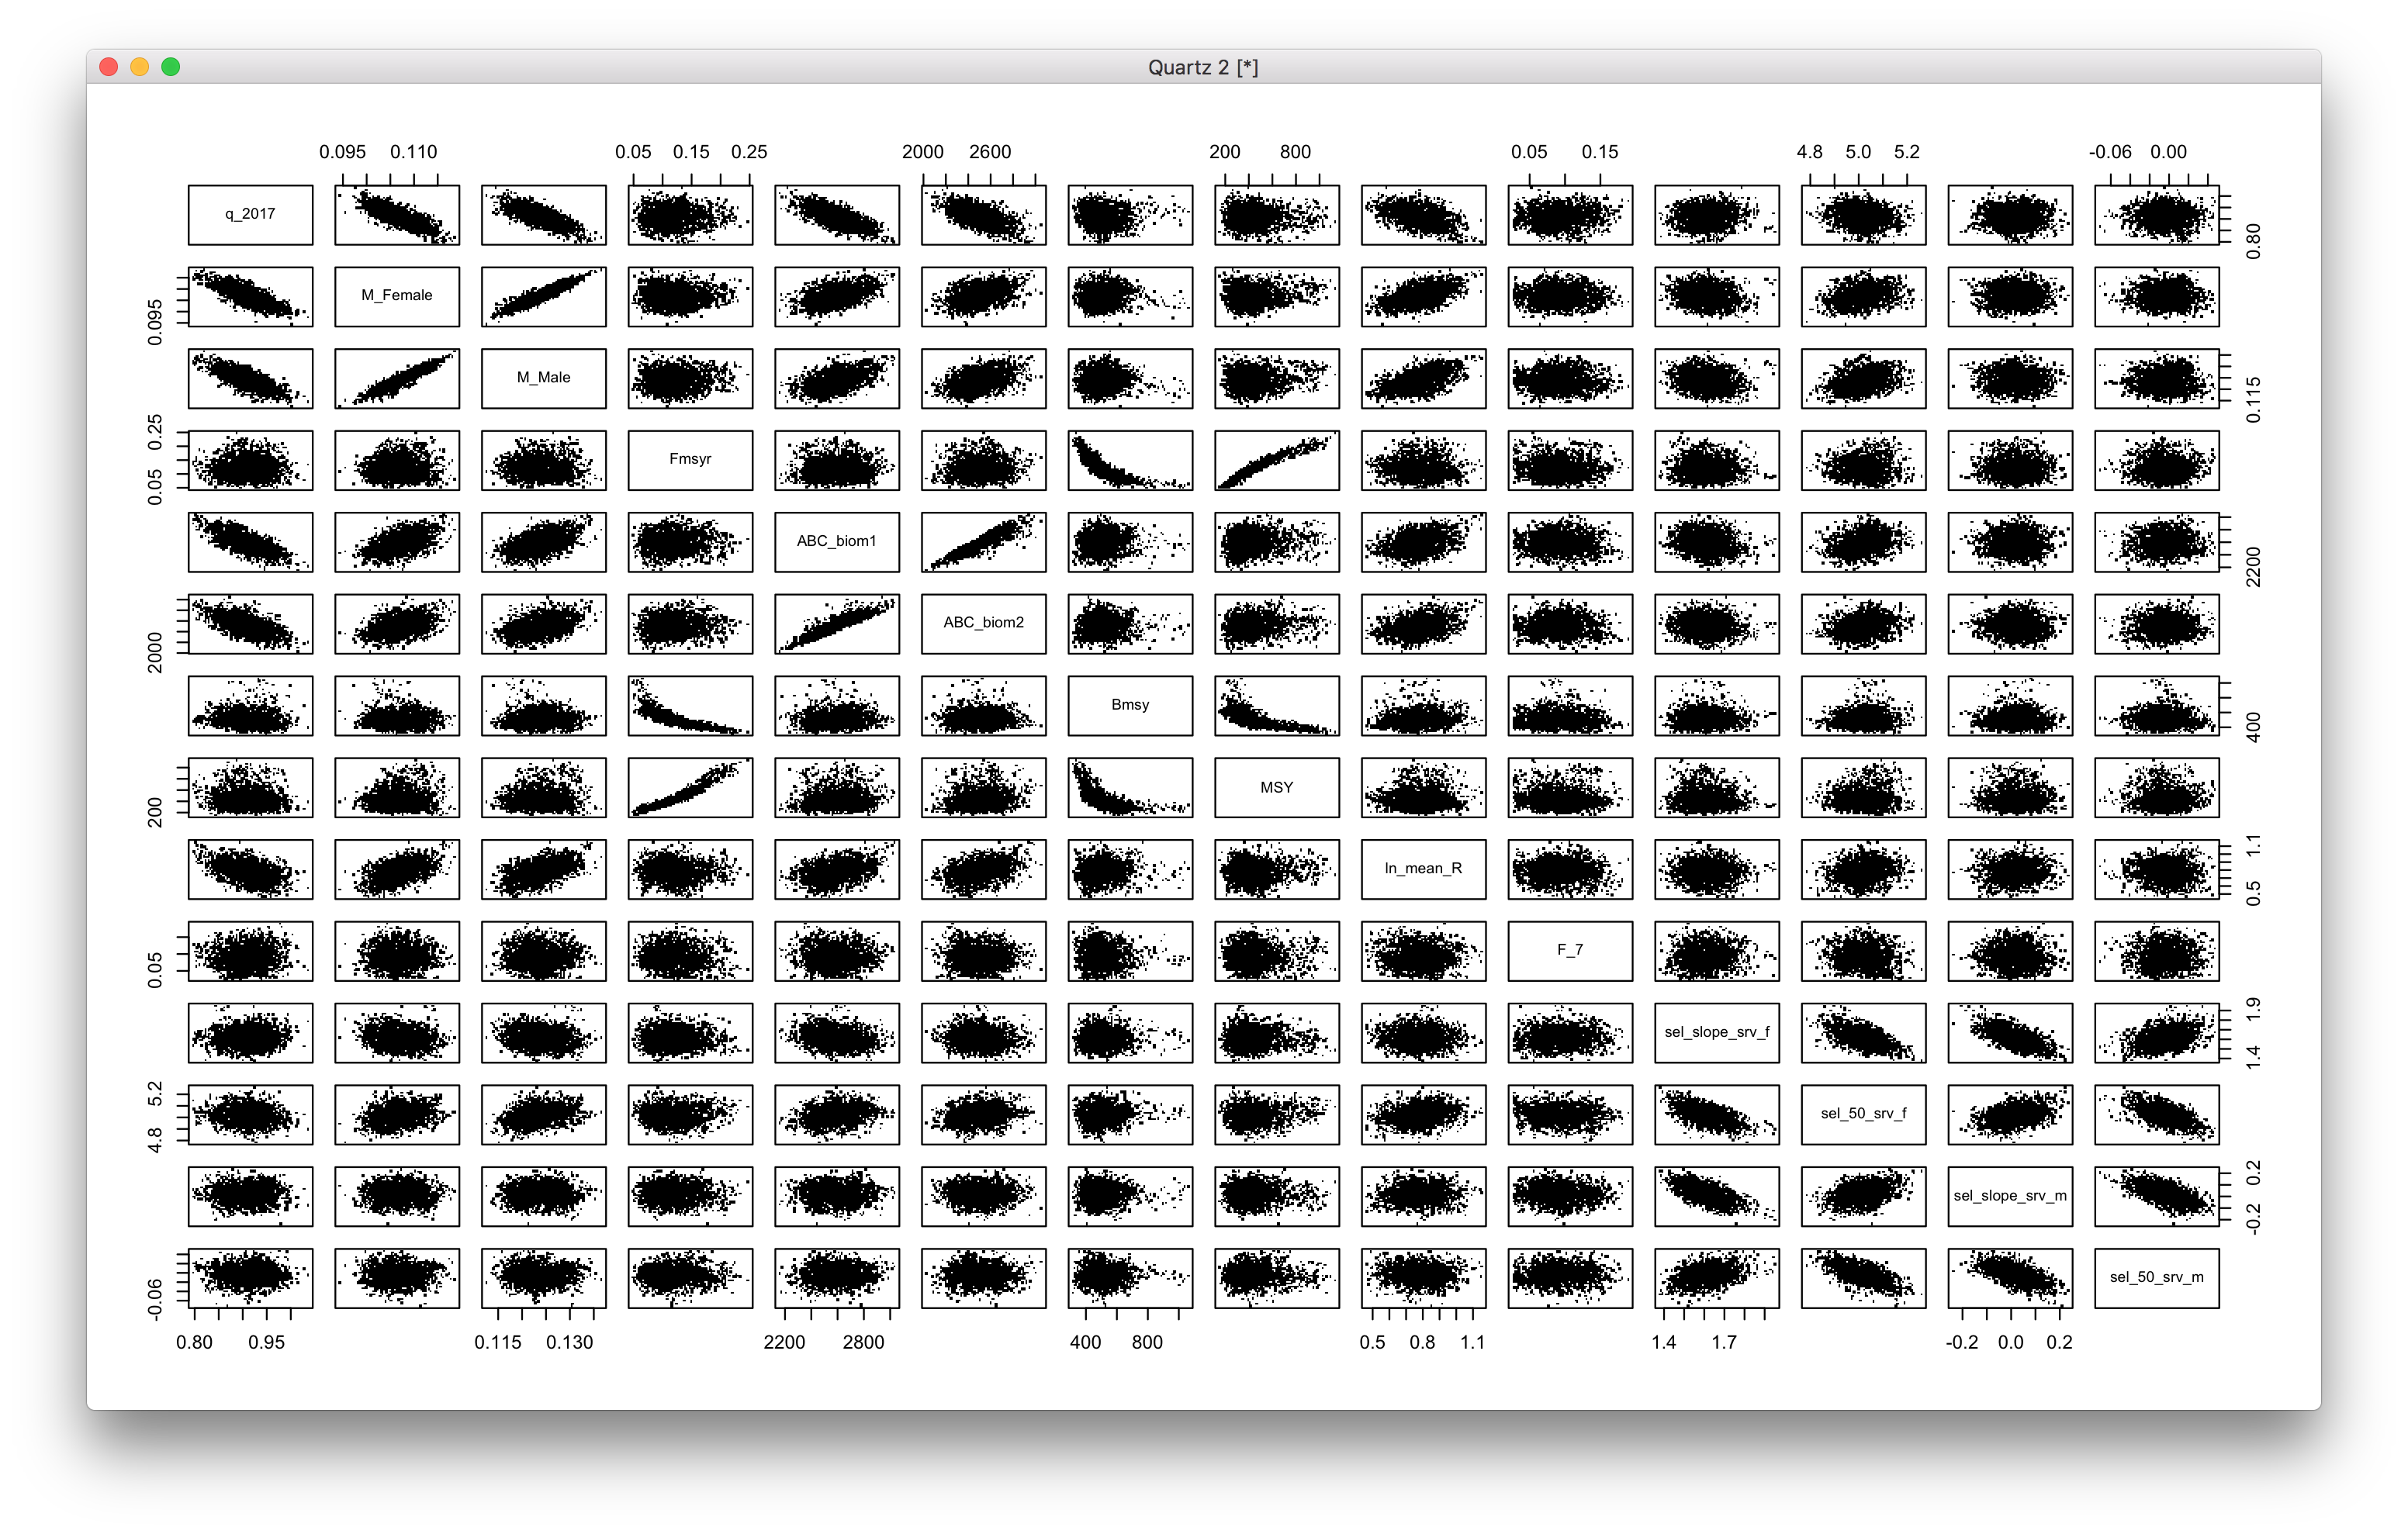 Quartz 2 [*]
0.095 0.110 0.05 0.15 0.25 2000 2600 200 800 0.05 0.15 4.8 5.0 5.2 -0.06 0.00
q_2017
0.80
M_Female
0.095
M_Male
0.115
Fmsyr
0.05 0.25
ABC_biom1
2200
ABC_biom2
2000
Bmsy
400
MSY
200
ln_mean_R
0.5 1.1
F_7
0.05
sel_slope_srv_f
1.4 1.9
sel_50_srv_f
4.8 5.2
sel_slope_srv_m
-0.2 0.2
sel_50_srv_m
-0.06
0.80 0.95 0.115 0.130 2200 2800 400 800 0.5 0.8 1.1 1.4 1.7 -0.2 0.0 0.2